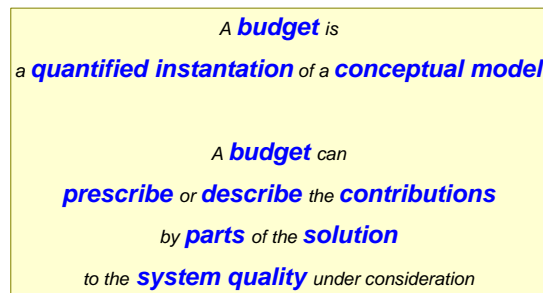 A budget is
a quantified instantation of a conceptual model
A budget can
prescribe or describe the contributions
by parts of the solution
to the system quality under consideration